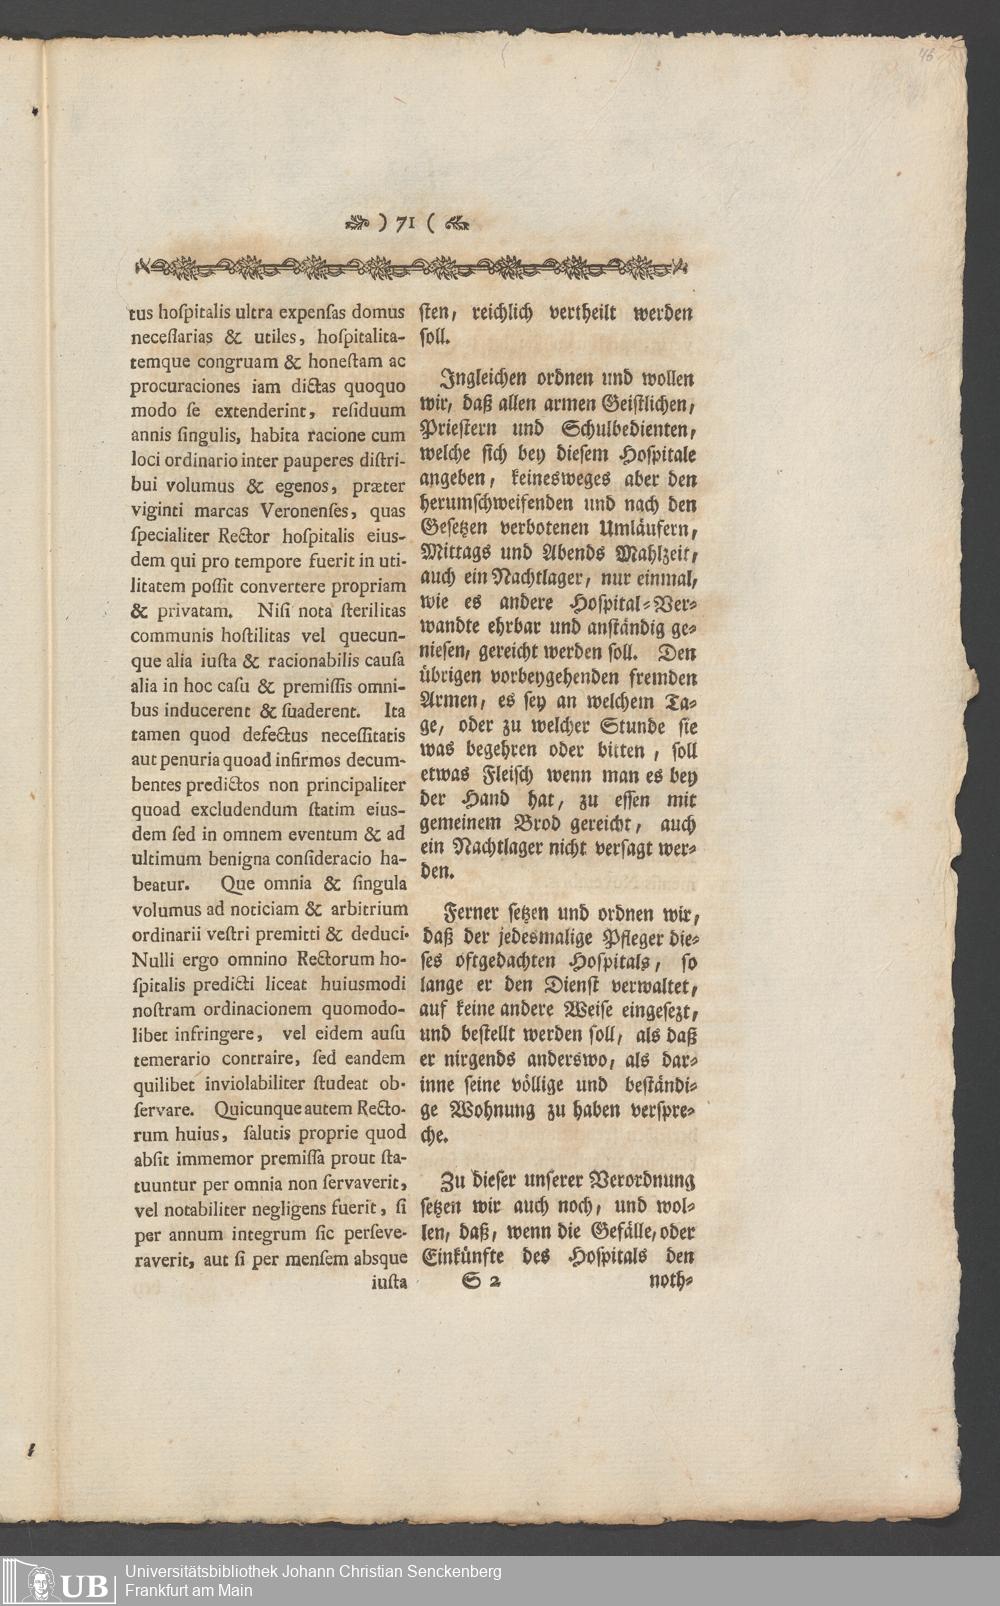 46
) 71 (
tus hoſpitalis ultra expenſas domus
neceſſarias & utiles, hoſpitalita-
temque congruam & honeſtam ac
procuraciones iam dictas quoquo
modo ſe extenderint, reſiduum
annis ſingulis, habita racione cum
loci ordinario inter pauperes diſtri-
bui volumus & egenos, præter
viginti marcas Veronenſes, quas
ſpecialiter Rector hoſpitalis eius-
dem qui pro tempore fuerit in uti-
litatem poſſit convertere propriam
& privatam. Niſi nota ſterilitas
communis hoſtilitas vel quecun-
que alia iuſta & racionabilis cauſa
alia in hoc caſu & premiſſis omni-
bus inducerent & ſuaderent. Ita
tamen quod defectus neceſſitatis
aut penuria quoad infirmos decum-
bentes predictos non principaliter
quoad excludendum ſtatim eius-
dem ſed in omnem eventum & ad
ultimum benigna conſideracio ha-
beatur. Que omnia & ſingula
volumus ad noticiam & arbitrium
ordinarii veſtri premitti & deduci.
Nulli ergo omnino Rectorum ho-
ſpitalis predicti liceat huiusmodi
noſtram ordinacionem quomodo-
libet infringere, vel eidem auſu
temerario contraire, ſed eandem
quilibet inviolabiliter ſtudeat ob-
ſervare. Quicunque autem Recto-
rum huius, ſalutis proprie quod
abſit immemor premiſſa prout ſta-
tuuntur per omnia non ſervaverit,
vel notabiliter negligens fuerit, ſi
per annum integrum ſic perſeve-
raverit, aut ſi per menſem absque
iuſta
ſten, reichlich vertheilt werden
ſoll.
Ingleichen ordnen und wollen
wir, daß allen armen Geiſtlichen,
Prieſtern und Schulbedienten,
welche ſich bey dieſem Hoſpitale
angeben, keinesweges aber den
herumſchweifenden und nach den
Geſetzen verbotenen Umläufern,
Mittags und Abends Mahlzeit,
auch ein Nachtlager, nur einmal,
wie es andere Hoſpital-Ver-
wandte ehrbar und anſtändig ge-
nieſen, gereicht werden ſoll. Den
übrigen vorbeygehenden fremden
Armen, es ſey an welchem Ta-
ge, oder zu welcher Stunde ſie
was begehren oder bitten, ſoll
etwas Fleiſch wenn man es bey
der Hand hat, zu eſſen mit
gemeinem Brod gereicht, auch
ein Nachtlager nicht verſagt wer-
den.
Ferner ſetzen und ordnen wir,
daß der jedesmalige Pfleger die-
ſes oftgedachten Hoſpitals, ſo
lange er den Dienſt verwaltet,
auf keine andere Weiſe eingeſezt,
und beſtellt werden ſoll, als daß
er nirgends anderswo, als dar-
inne ſeine völlige und beſtändi-
ge Wohnung zu haben verſpre-
che.
Zu dieſer unſerer Verordnung
ſetzen wir auch noch, und wol-
len, daß, wenn die Gefälle, oder
Einkünfte des Hoſpitals den
S 2 noth-
UB
Universitätsbibliothek Johann Christian Senckenberg
Frankfurt am Main